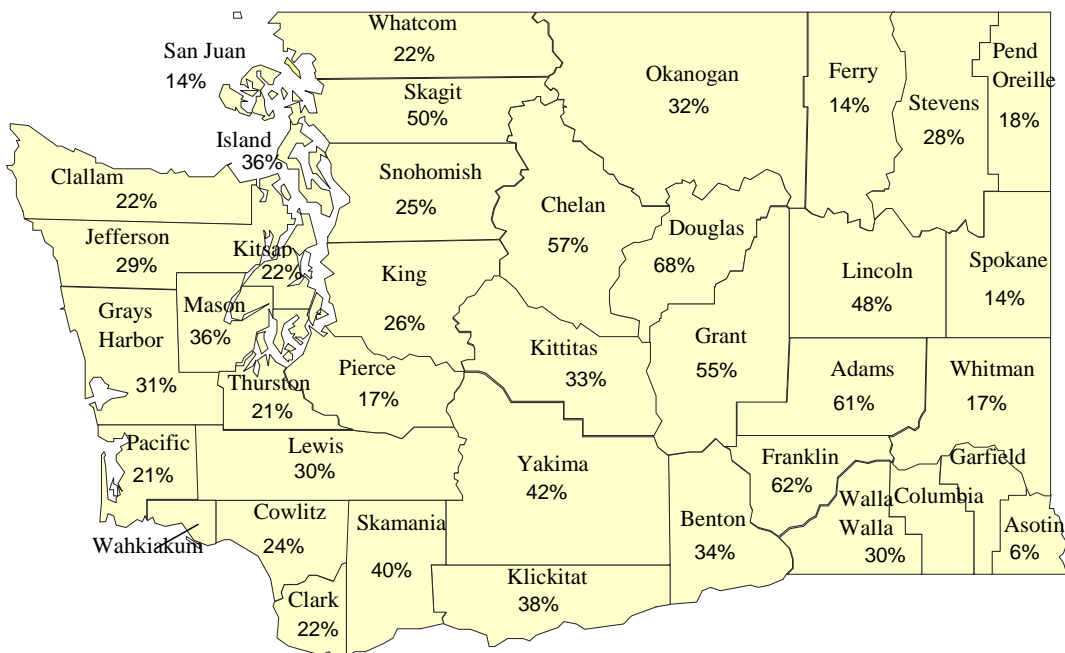 Whatcom
22%
San Juan
14%
Skagit
50%
Island
36%
Okanogan
32%
Ferry
14%
Stevens
28%
Pend
Oreille
18%
Clallam
22%
Snohomish
25%
Chelan
57%
Douglas
68%
Jefferson
29%
Kitsap
22%
King
26%
Lincoln
48%
Spokane
14%
Grays
Harbor
31%
Mason
36%
Kittitas
33%
Grant
55%
Thurston
21%
Pierce
17%
Adams
61%
Whitman
17%
Pacific
21%
Lewis
30%
Yakima
42%
Franklin
62%
Garfield
Columbia
Walla
Walla
30%
Asotin
6%
Wahkiakum
Cowlitz
24%
Skamania
40%
Benton
34%
Klickitat
38%
Clark
22%